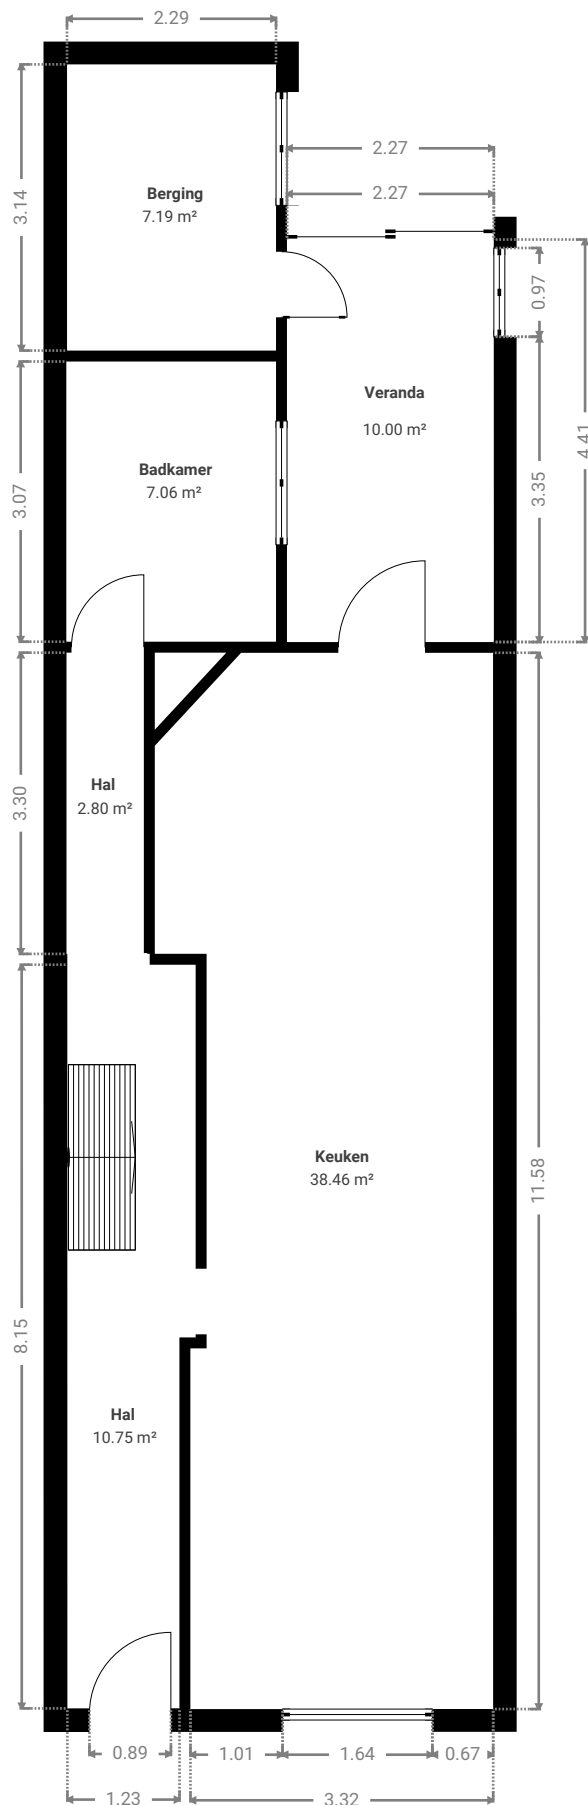 2.29
2.27
2.27
3.14
Berging
7.19 m²
0.97
4.41
Veranda
10.00 m²
3.35
Badkamer
7.06 m²
3.07
Hal
2.80 m²
3.30
Keuken
38.46 m²
11.58
8.15
Hal
10.75 m²
0.89
1.01
1.64
0.67
1.23
3.32